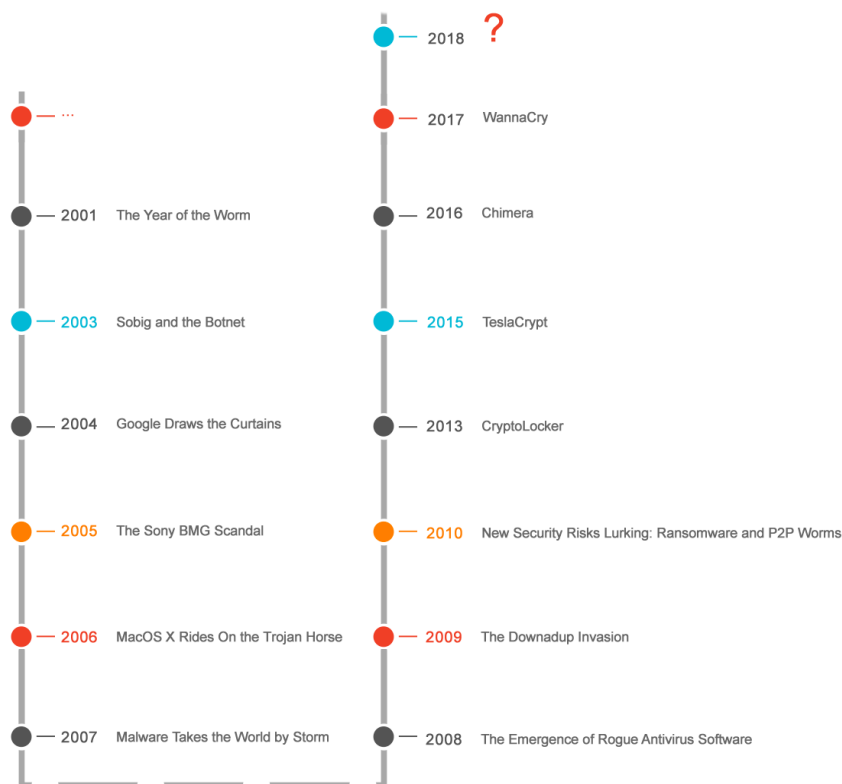 ...
2001 The Year of the Worm
2003 Sobig and the Botnet
2004 Google Draws the Curtains
2005 The Sony BMG Scandal
2006 MacOS X Rides On the Trojan Horse
2007 Malware Takes the World by Storm
2018 ?
2017 WannaCry
2016 Chimera
2015 TeslaCrypt
2013 CryptoLocker
2010 New Security Risks Lurking: Ransomware and P2P Worms
2009 The Downadup Invasion
2008 The Emergence of Rogue Antivirus Software